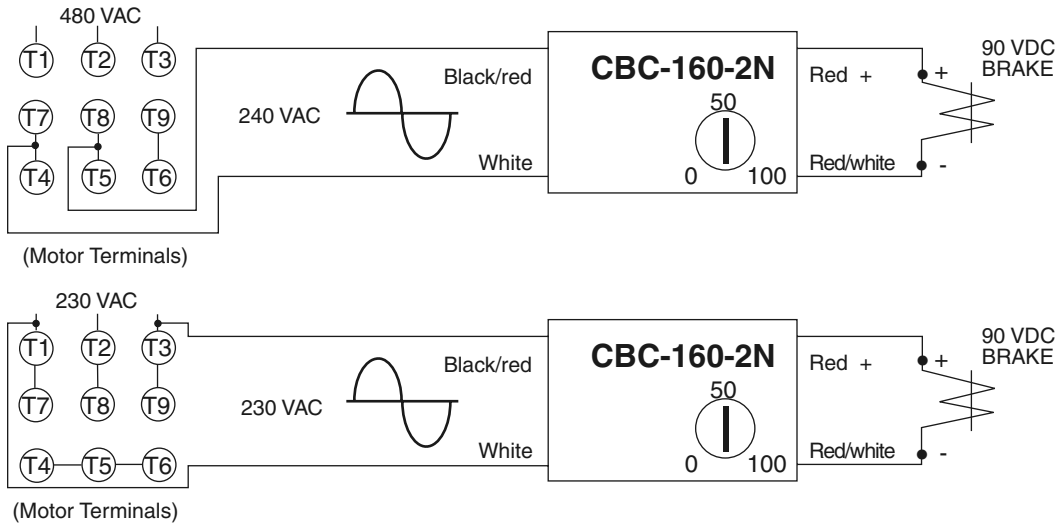 480 VAC
T1 T2 T3
T7 T8 T9
T4 T5 T6
(Motor Terminals)
240 VAC
Black/red
White
CBC-160-2N
50
0 100
Red +
Red/white
+
-
90 VDC
BRAKE
230 VAC
T1 T2 T3
T7 T8 T9
T4 T5 T6
(Motor Terminals)
230 VAC
Black/red
White
CBC-160-2N
50
0 100
Red +
Red/white
+
-
90 VDC
BRAKE